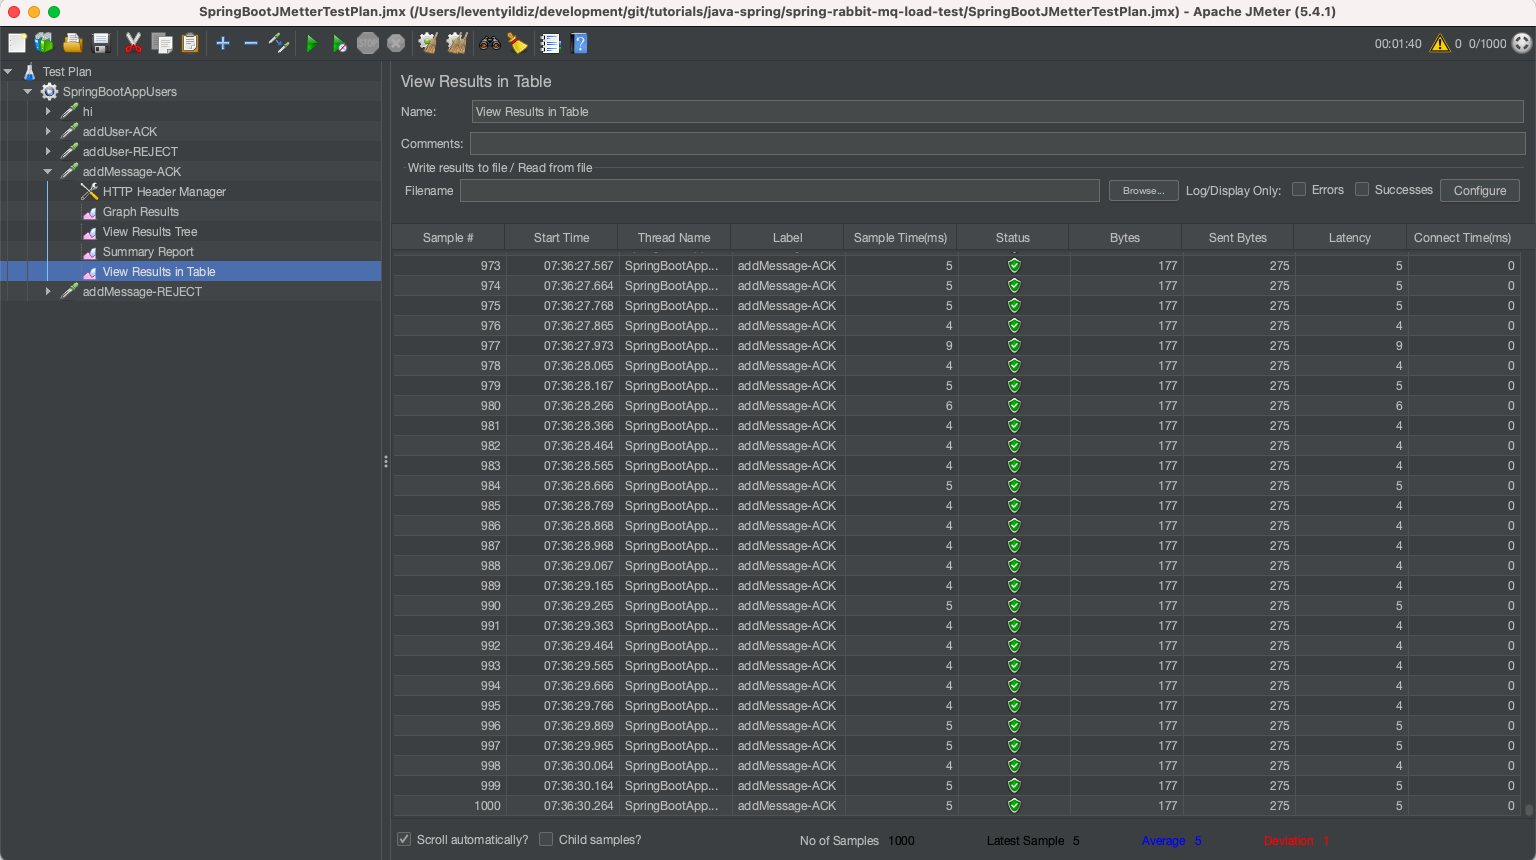 SpringBootJMetterTestPlan.jmx (/Users/leventyildiz/development/git/tutorials/java-spring/spring-rabbit-mq-load-test/SpringBootJMetterTestPlan.jmx) - Apache JMeter (5.4.1)
STOP 00:01:40 0 0/1000
Test Plan
SpringBootAppUsers
hi
addUser-ACK
addUser-REJECT
addMessage-ACK
HTTP Header Manager
Graph Results
View Results Tree
Summary Report
View Results in Table
addMessage-REJECT
View Results in Table
Name: View Results in Table
Comments:
Write results to file / Read from file
Filename Browse... Log/Display Only: Errors Successes Configure
Sample # Start Time Thread Name Label Sample Time(ms) Status Bytes Sent Bytes Latency Connect Time(ms)
973 07:36:27.567 SpringBootApp... addMessage-ACK 5 177 275 5 0
974 07:36:27.664 SpringBootApp... addMessage-ACK 5 177 275 5 0
975 07:36:27.768 SpringBootApp... addMessage-ACK 5 177 275 5 0
976 07:36:27.865 SpringBootApp... addMessage-ACK 4 177 275 4 0
977 07:36:27.973 SpringBootApp... addMessage-ACK 9 177 275 9 0
978 07:36:28.065 SpringBootApp... addMessage-ACK 4 177 275 4 0
979 07:36:28.167 SpringBootApp... addMessage-ACK 5 177 275 5 0
980 07:36:28.266 SpringBootApp... addMessage-ACK 6 177 275 6 0
981 07:36:28.366 SpringBootApp... addMessage-ACK 4 177 275 4 0
982 07:36:28.464 SpringBootApp... addMessage-ACK 4 177 275 4 0
983 07:36:28.565 SpringBootApp... addMessage-ACK 4 177 275 4 0
984 07:36:28.666 SpringBootApp... addMessage-ACK 5 177 275 5 0
985 07:36:28.769 SpringBootApp... addMessage-ACK 4 177 275 4 0
986 07:36:28.868 SpringBootApp... addMessage-ACK 4 177 275 4 0
987 07:36:28.968 SpringBootApp... addMessage-ACK 4 177 275 4 0
988 07:36:29.067 SpringBootApp... addMessage-ACK 4 177 275 4 0
989 07:36:29.165 SpringBootApp... addMessage-ACK 4 177 275 4 0
990 07:36:29.265 SpringBootApp... addMessage-ACK 5 177 275 5 0
991 07:36:29.363 SpringBootApp... addMessage-ACK 4 177 275 4 0
992 07:36:29.464 SpringBootApp... addMessage-ACK 4 177 275 4 0
993 07:36:29.565 SpringBootApp... addMessage-ACK 4 177 275 4 0
994 07:36:29.666 SpringBootApp... addMessage-ACK 4 177 275 4 0
995 07:36:29.766 SpringBootApp... addMessage-ACK 4 177 275 4 0
996 07:36:29.869 SpringBootApp... addMessage-ACK 5 177 275 5 0
997 07:36:29.965 SpringBootApp... addMessage-ACK 5 177 275 5 0
998 07:36:30.064 SpringBootApp... addMessage-ACK 4 177 275 4 0
999 07:36:30.164 SpringBootApp... addMessage-ACK 5 177 275 5 0
1000 07:36:30.264 SpringBootApp... addMessage-ACK 5 177 275 5 0
Scroll automatically? Child samples? No of Samples 1000 Latest Sample 5 Average 5 Deviation 1